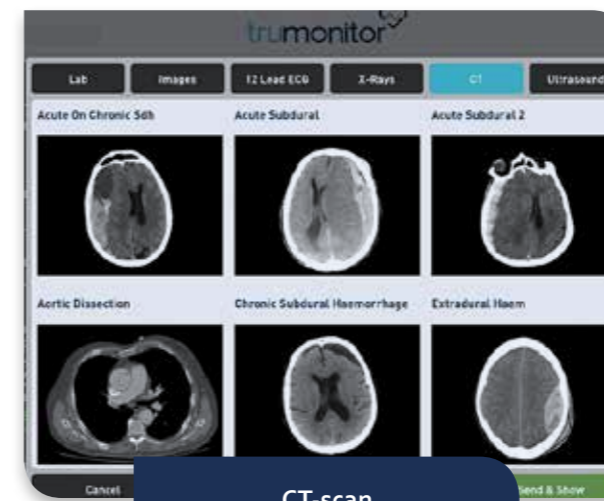 trumonitor
Lab Images 12 Lead ECG X-Rays CT Ultrasound
Acute On Chronic Sdh Acute Subdural Acute Subdural 2
Aortic Dissection Chronic Subdural Haemorrhage Extradural Haem
Cancel Send & Show
CT-scan